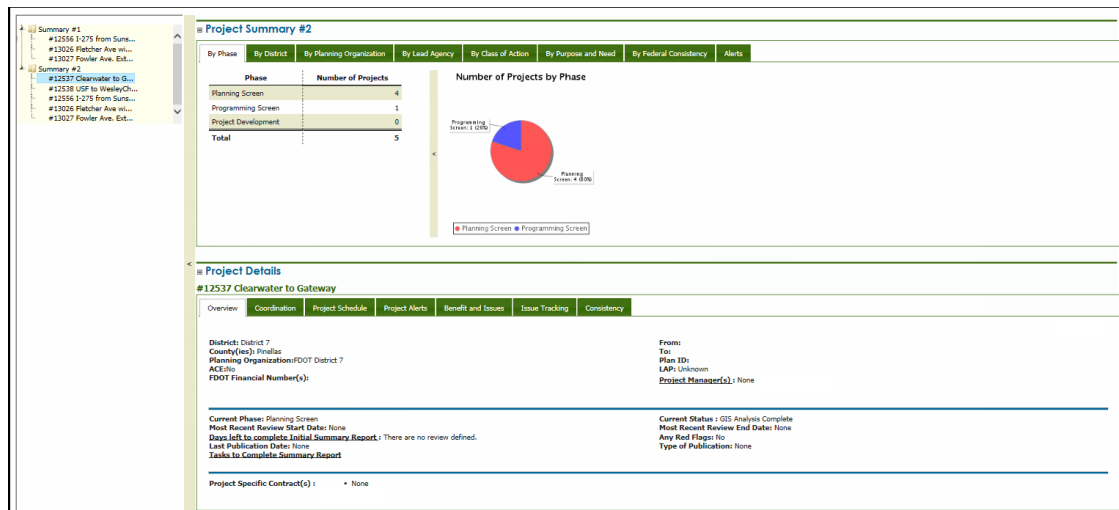 Summary #1
#12556 I-275 from Suns...
#13026 Fletcher Ave wi...
#13027 Fowler Ave. Ext...
Summary #2
#12537 Clearwater to G...
#12538 USF to WesleyCh...
#12556 I-275 from Suns...
#13026 Fletcher Ave wi...
#13027 Fowler Ave. Ext...
Project Summary #2
By Phase By District By Planning Organization By Lead Agency By Class of Action By Purpose and Need By Federal Consistency Alerts
Phase Number of Projects
Planning Screen 4
Programming Screen 1
Project Development 0
Total 5
<
Number of Projects by Phase
Programming
Screen: 1 (20%)
Planning
Screen: 4 (80%)
Planning Screen Programming Screen
<
Project Details
#12537 Clearwater to Gateway
Overview Coordination Project Schedule Project Alerts Benefit and Issues Issue Tracking Consistency
District: District 7
County(ies): Pinellas
Planning Organization:FDOT District 7
ACE:No
FDOT Financial Number(s):
From:
To:
Plan ID:
LAP: Unknown
Project Manager(s) : None
Current Phase: Planning Screen
Most Recent Review Start Date: None
Days left to complete Initial Summary Report : There are no review defined.
Last Publication Date: None
Tasks to Complete Summary Report
Current Status : GIS Analysis Complete
Most Recent Review End Date: None
Any Red Flags: No
Type of Publication: None
Project Specific Contract(s) : • None